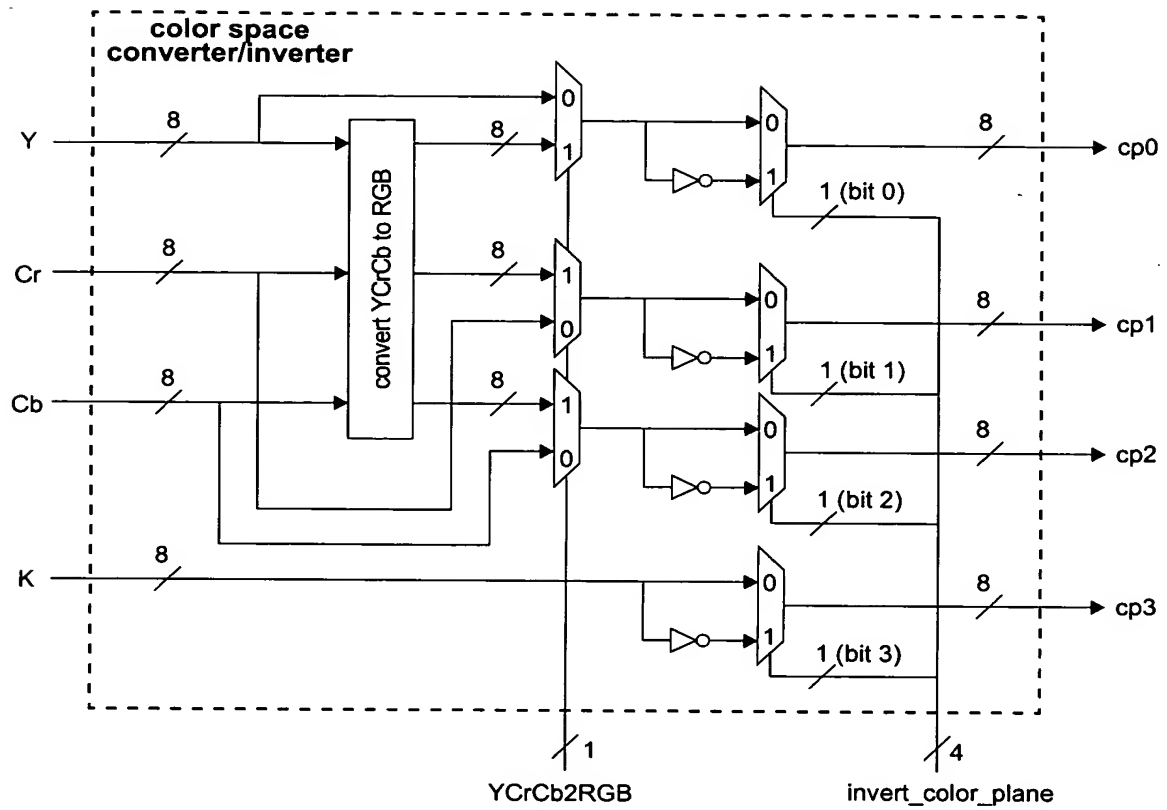 color space
converter/inverter
Y
8
8
0
1
0
1
8
cp0
1 (bit 0)
convert YCrCb to RGB
Cr
8
8
1
0
0
1
8
cp1
1 (bit 1)
Cb
8
8
1
0
0
1
8
cp2
1 (bit 2)
K
8
0
1
8
cp3
1 (bit 3)
1
4
YCrCb2RGB
invert_color_plane